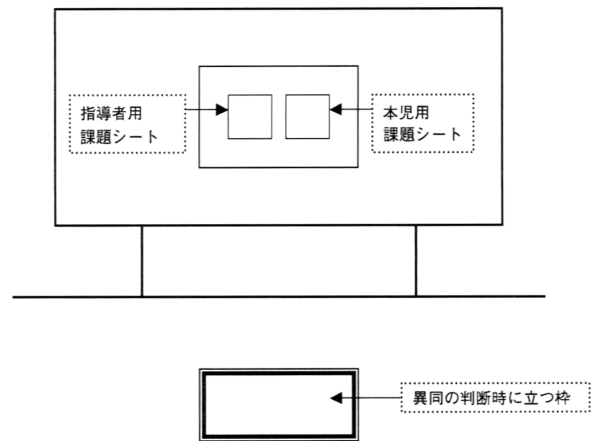 指導者用
課題シート
本児用
課題シート
異同の判断時に立つ枠